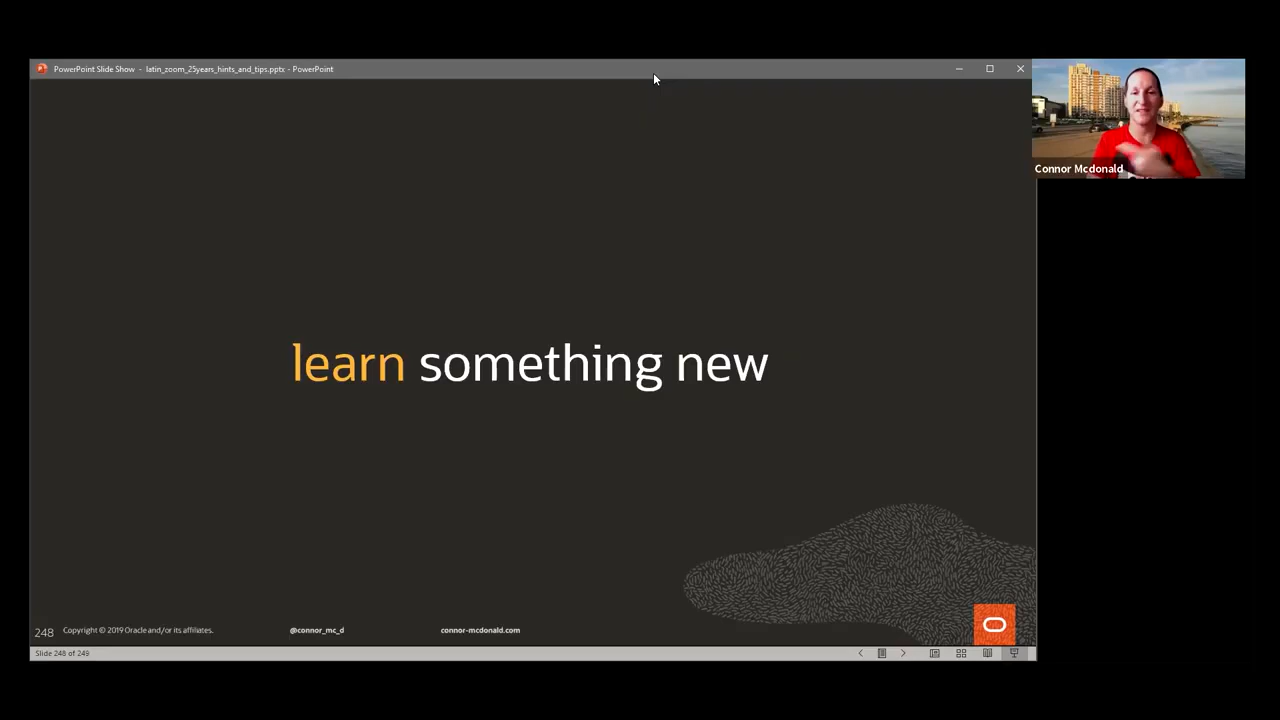 PowerPoint Slide Show - latin_zoom_25years_hints_and_tips.pptx - PowerPoint
Connor Mcdonald
learn something new
248 Copyright © 2019 Oracle and/or its affiliates. @connor_mc_d connor-mcdonald.com
Slide 248 of 249